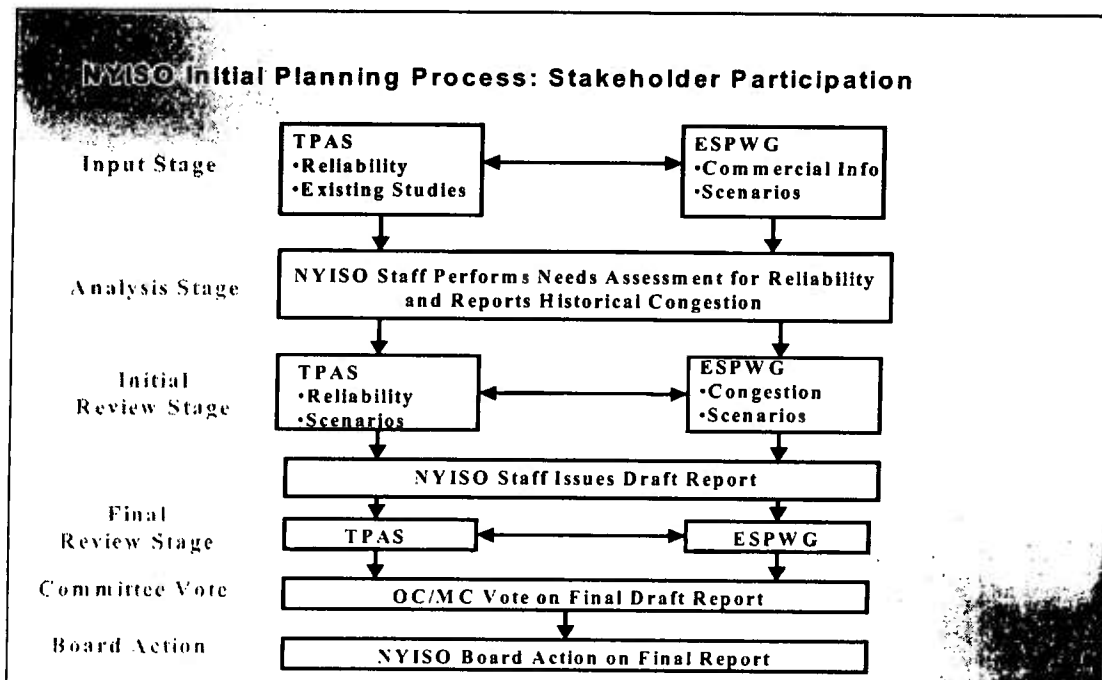 NYISO Initial Planning Process: Stakeholder Participation
Input Stage
TPAS
•Reliability
•Existing Studies
ESPWG
•Commercial Info
•Scenarios
Analysis Stage
NYISO Staff Performs Needs Assessment for Reliability
and Reports Historical Congestion
Initial
Review Stage
TPAS
•Reliability
•Scenarios
ESPWG
•Congestion
•Scenarios
NYISO Staff Issues Draft Report
Final
Review Stage
TPAS
ESPWG
Committee Vote
OC/MC Vote on Final Draft Report
Board Action
NYISO Board Action on Final Report